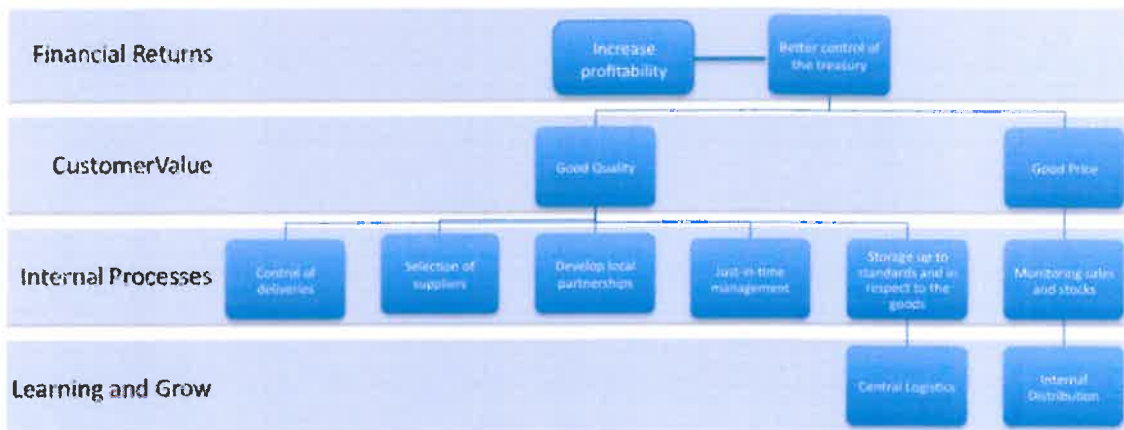 Financial Returns
Increase
profitability
Better control of
the treasury
CustomerValue
Good Quality
Good Price
Internal Processes
Control of
deliveries
Selection of
suppliers
Develop local
partnerships
Just-in-time
management
Storage up to
standards and in
respect to the
goods
Monitoring sales
and stocks
Learning and Grow
Central Logistics
Internal
Distribution